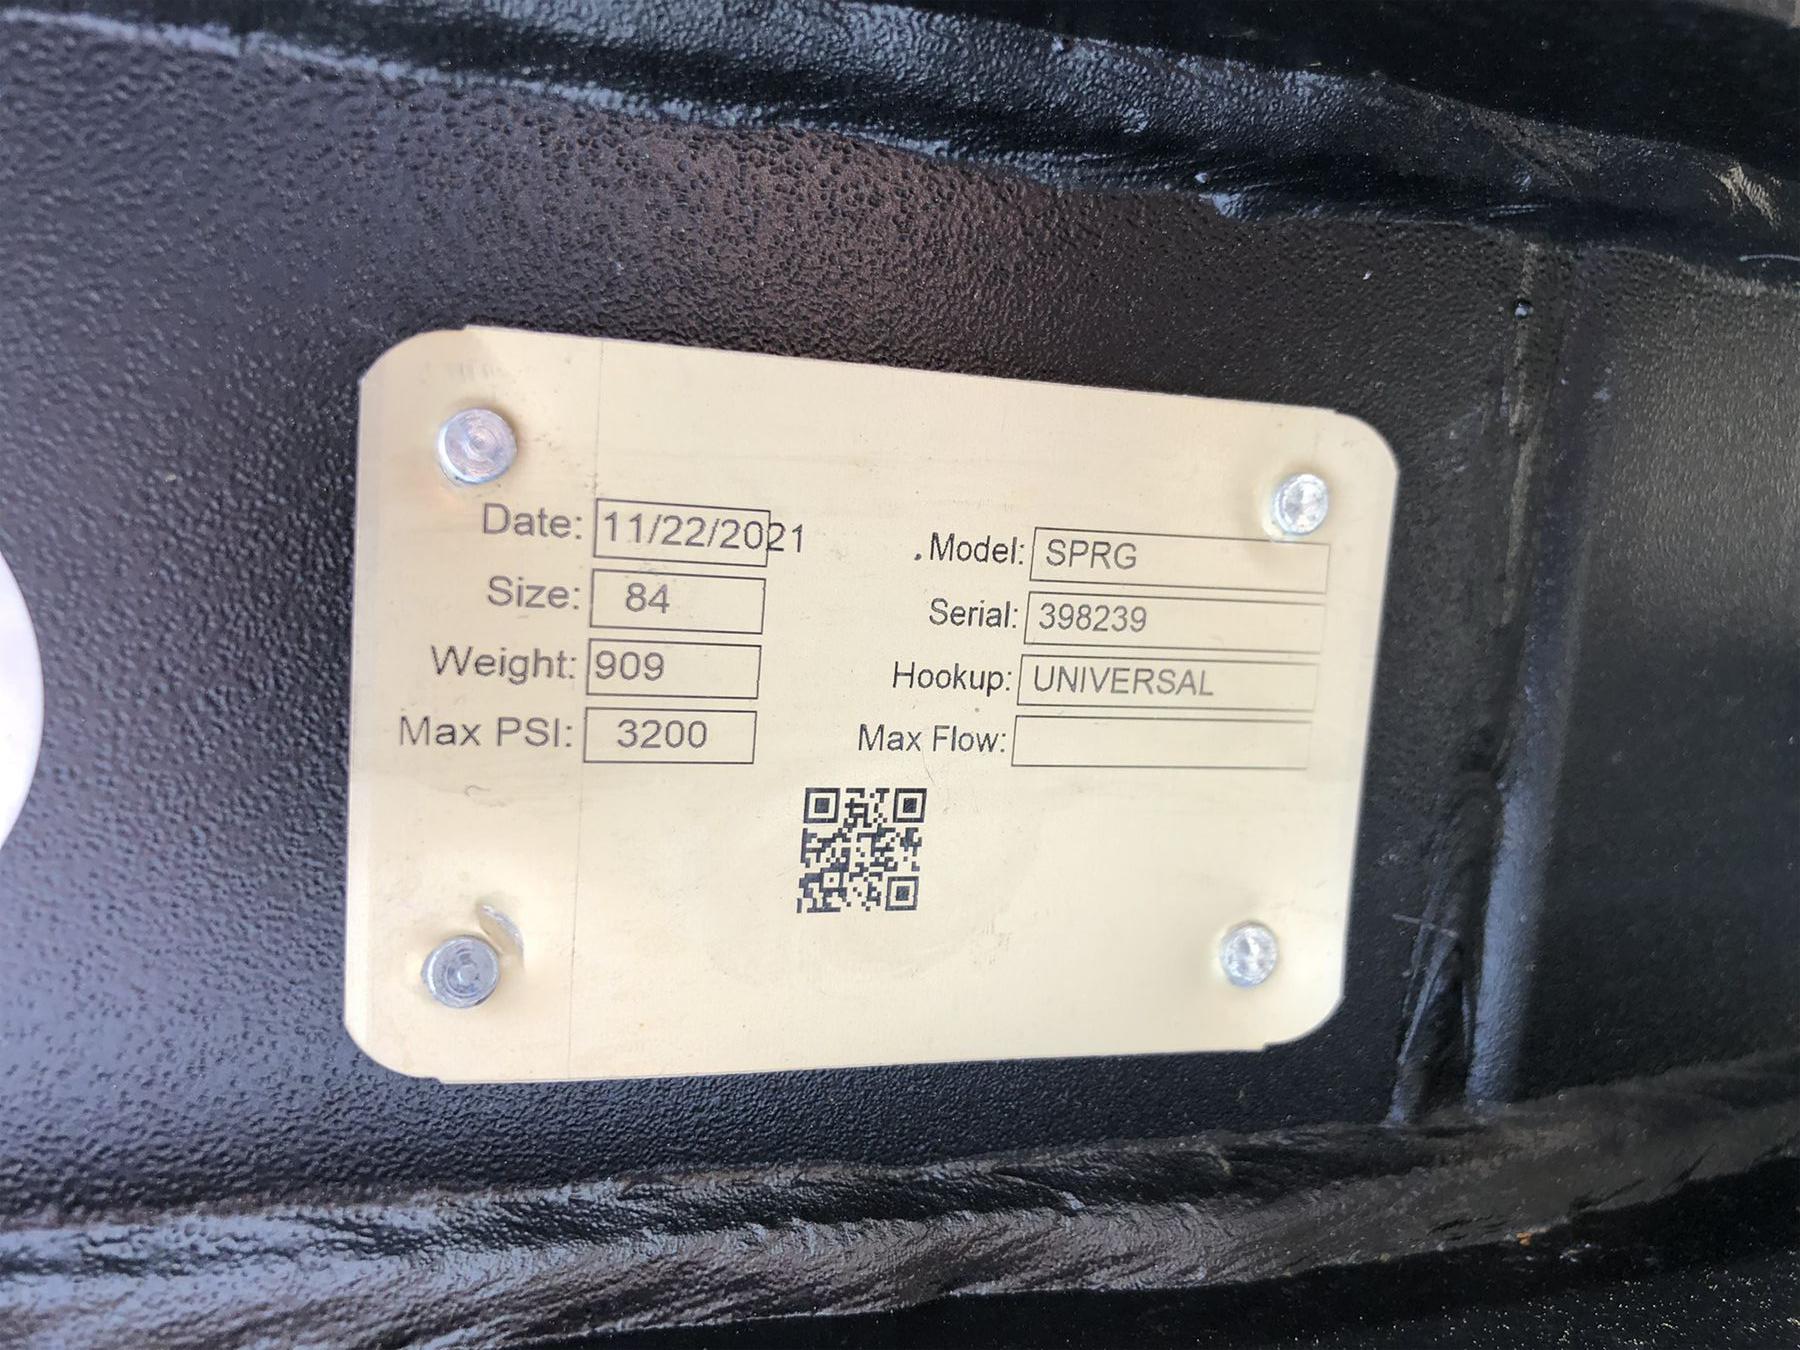 Date: 11/22/2021
Size: 84
Weight: 909
Max PSI: 3200
.Model: SPRG
Serial: 398239
Hookup: UNIVERSAL
Max Flow: